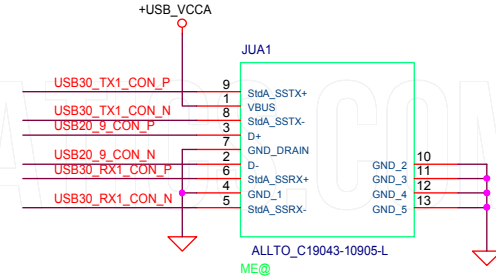 +USB_VCCA
JUA1
USB30_TX1_CON_P 9 StdA_SSTX+
1 VBUS
USB30_TX1_CON_N 8 StdA_SSTX-
USB20_9_CON_P 3 D+
7 GND_DRAIN
USB20_9_CON_N 2 D- GND_2 10
USB30_RX1_CON_P 6 StdA_SSRX+ GND_3 11
4 GND_1 GND_4 12
USB30_RX1_CON_N 5 StdA_SSRX- GND_5 13
ALLTO_C19043-10905-L
ME@